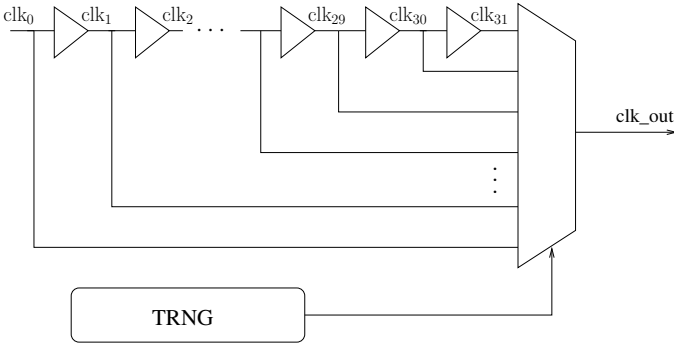 clk₀ clk₁ clk₂ · · · clk₂₉ clk₃₀ clk₃₁
clk_out
TRNG